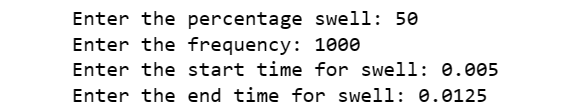 Enter the percentage swell: 50
Enter the frequency: 1000
Enter the start time for swell: 0.005
Enter the end time for swell: 0.0125